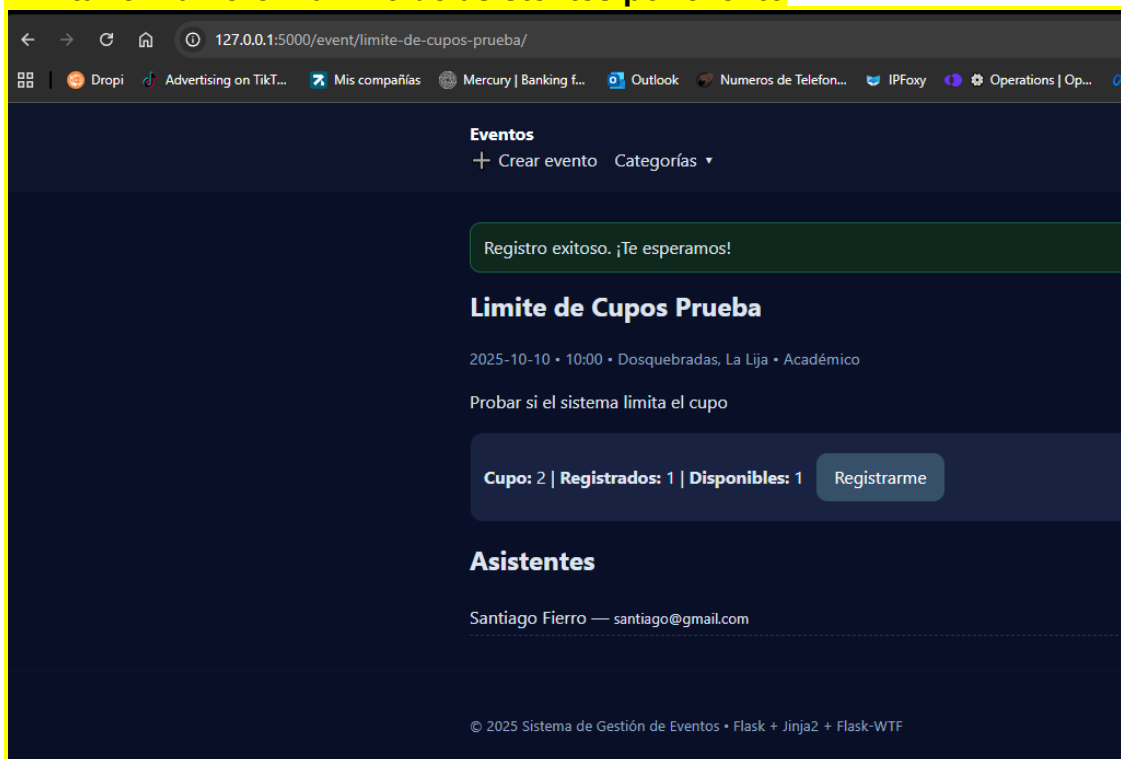 127.0.0.1:5000/event/limite-de-cupos-prueba/
Dropi Advertising on TikT... Mis compañías Mercury | Banking f... Outlook Numeros de Telefon... IPFoxy Operations | Op...
Eventos
+ Crear evento Categorías ▾
Registro exitoso. ¡Te esperamos!
Limite de Cupos Prueba
2025-10-10 • 10:00 • Dosquebradas, La Lija • Académico
Probar si el sistema limita el cupo
Cupo: 2 | Registrados: 1 | Disponibles: 1 Registrarme
Asistentes
Santiago Fierro — santiago@gmail.com
© 2025 Sistema de Gestión de Eventos • Flask + Jinja2 + Flask-WTF